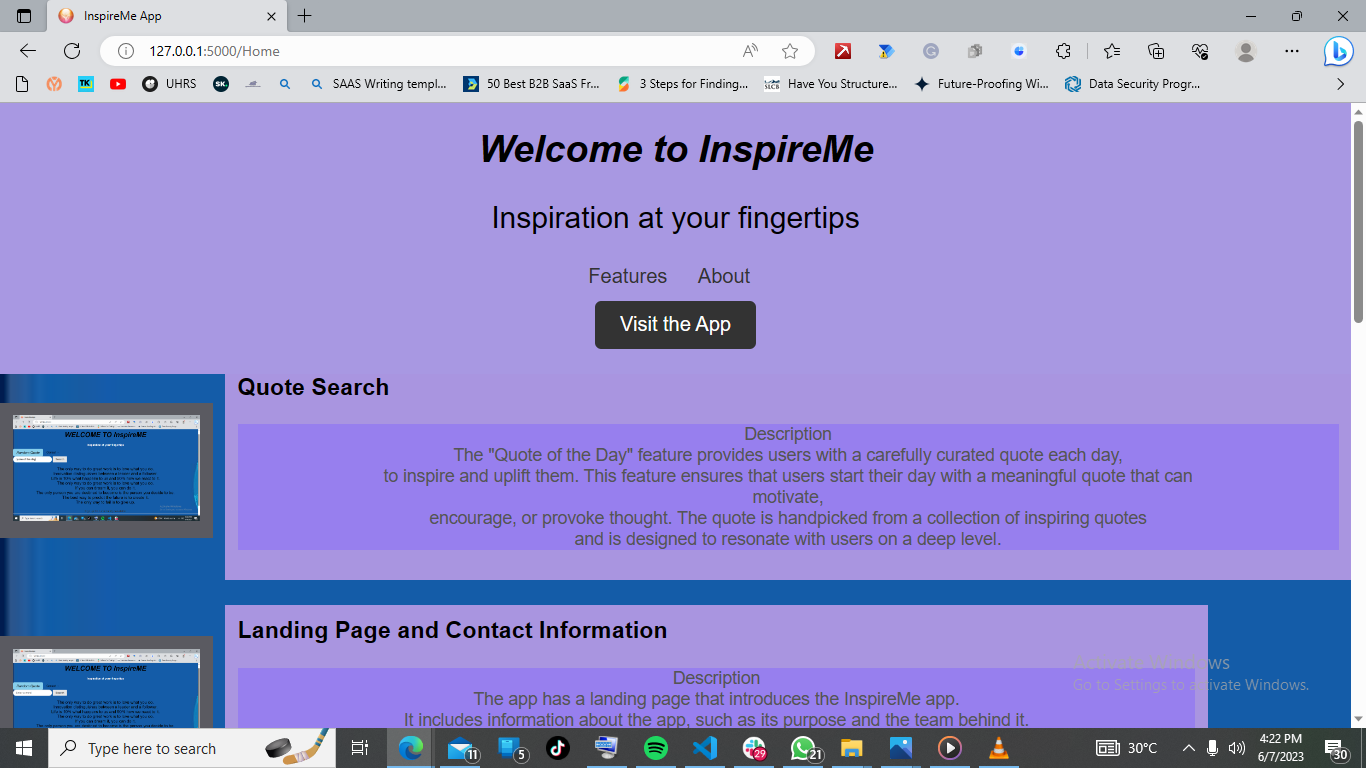 InspireMe App
127.0.0.1:5000/Home
UHRS
SAAS Writing templ...
50 Best B2B SaaS Fr...
3 Steps for Finding...
Have You Structure...
Future-Proofing Wi...
Data Security Progr...
Welcome to InspireMe
Inspiration at your fingertips
Features About
Visit the App
Quote Search
WELCOME TO InspireME
Description
The "Quote of the Day" feature provides users with a carefully curated quote each day,
to inspire and uplift them. This feature ensures that users start their day with a meaningful quote that can
motivate,
encourage, or provoke thought. The quote is handpicked from a collection of inspiring quotes
and is designed to resonate with users on a deep level.
Landing Page and Contact Information
WELCOME TO InspireME
Description
The app has a landing page that introduces the InspireMe app.
It includes information about the app, such as its purpose and the team behind it.
Activate Windows
Go to Settings to activate Windows.
Type here to search
11
5
29
21
30°C
4:22 PM
6/7/2023
30